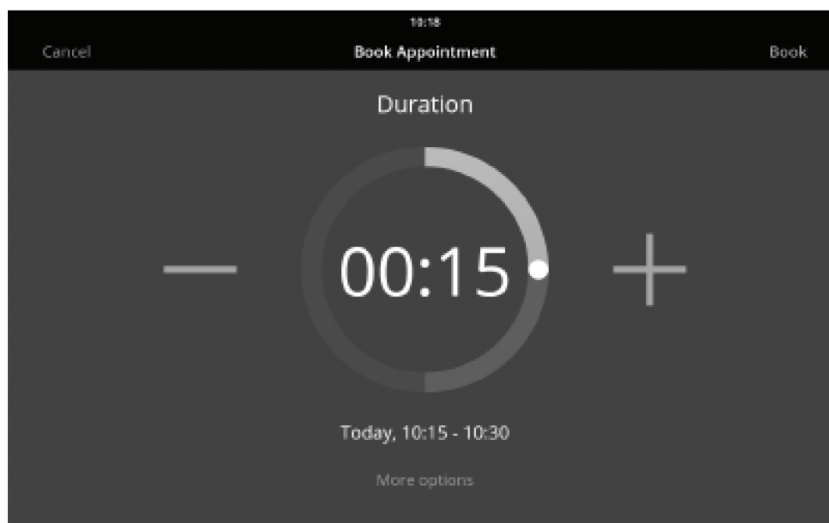 10:18
Cancel Book Appointment Book
Duration
00:15
Today, 10:15 - 10:30
More options